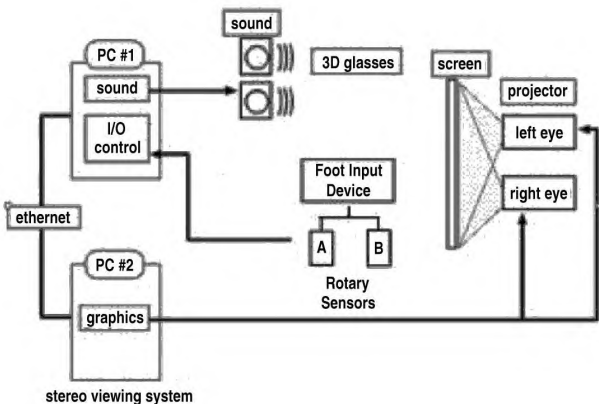 sound
PC #1
sound
I/O
control
3D glasses
screen
projector
left eye
right eye
Foot Input
Device
A
B
Rotary
Sensors
ethernet
PC #2
graphics
stereo viewing system